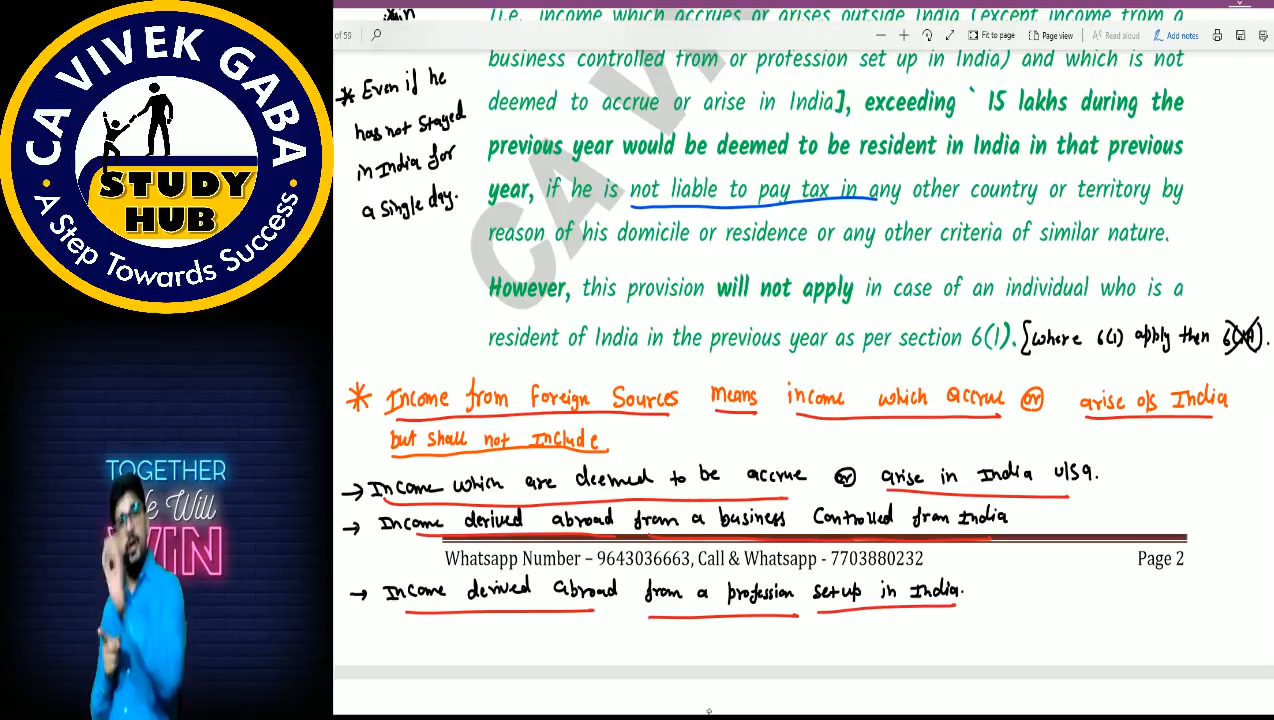 CA VIVEK GABA
STUDY
HUB
A Step Towards Success
TOGETHER
We Will
WIN
of 59
Fit to page
Page view
Read aloud
Add notes
(i.e. income which accrues or arises outside India (except income from a
business controlled from or profession set up in India) and which is not
deemed to accrue or arise in India], exceeding ` 15 lakhs during the
previous year would be deemed to be resident in India in that previous
year, if he is not liable to pay tax in any other country or territory by
reason of his domicile or residence or any other criteria of similar nature.
* Even if he
has not stayed
in India for
a single day.
However, this provision will not apply in case of an individual who is a
resident of India in the previous year as per section 6(1). [where 6(1) apply then
* Income from Foreign Sources means income which accrue or arise o/s India
but shall not include
→ Income which are deemed to be accrue or arise in India u/s 9.
→ Income derived abroad from a business controlled from India
Whatsapp Number – 9643036663, Call & Whatsapp - 7703880232 Page 2
→ Income derived abroad from a profession setup in India.
CA V